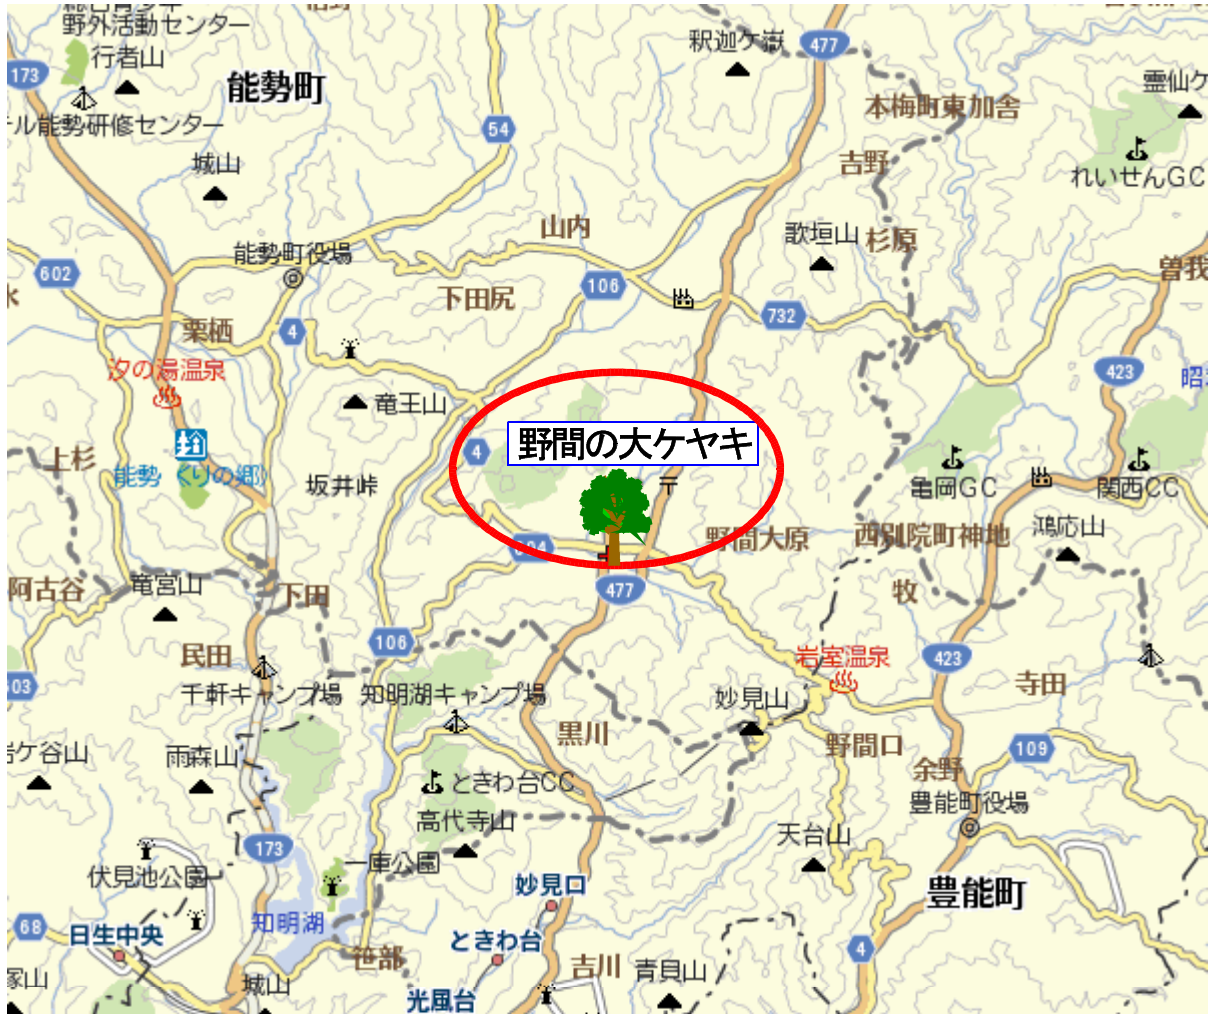 野外活動センター
行者山
173
能勢町
釈迦ケ嶽
477
霊仙ケ
本梅町東加舎
ール能勢研修センター
54
城山
吉野
れいせんGC
山内
歌垣山
杉原
能勢町役場
602
106
下田尻
曽我
732
栗栖
4
汐の湯温泉
423
昭
竜王山
野間の大ケヤキ
4
上杉
能勢 くりの郷
坂井峠
〒
亀岡GC
関西CC
野間大原
西別院町神地
鴻応山
477
阿古谷
竜宮山
下田
牧
106
民田
岩室温泉
423
603
千軒キャンプ場
知明湖キャンプ場
妙見山
寺田
黒川
野間口
109
岩ケ谷山
雨森山
余野
ときわ台CC
豊能町役場
高代寺山
天台山
173
伏見池公園
一庫公園
妙見口
豊能町
68
日生中央
知明湖
ときわ台
4
笹部
吉川
青貝山
塚山
城山
光風台